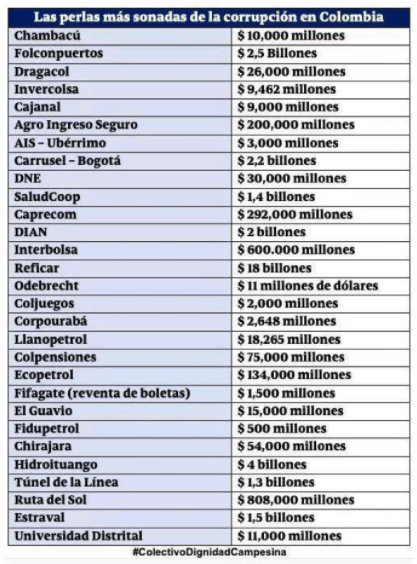 Las perlas más sonadas de la corrupción en Colombia
Chambacú $ 10,000 millones
Folconpuertos $ 2,5 Billones
Dragacol $ 26,000 millones
Invercolsa $ 9,462 millones
Cajanal $ 9,000 millones
Agro Ingreso Seguro $ 200,000 millones
AIS – Ubérrimo $ 3,000 millones
Carrusel – Bogotá $ 2,2 billones
DNE $ 30,000 millones
SaludCoop $ 1,4 billones
Caprecom $ 292,000 millones
DIAN $ 2 billones
Interbolsa $ 600.000 millones
Reficar $ 18 billones
Odebrecht $ 11 millones de dólares
Coljuegos $ 2,000 millones
Corpourabá $ 2,648 millones
Llanopetrol $ 18,265 millones
Colpensiones $ 75,000 millones
Ecopetrol $ 134,000 millones
Fifagate (reventa de boletas) $ 1,500 millones
El Guavio $ 15,000 millones
Fidupetrol $ 500 millones
Chirajara $ 54,000 millones
Hidroituango $ 4 billones
Túnel de la Línea $ 1,3 billones
Ruta del Sol $ 808,000 millones
Estraval $ 1,5 billones
Universidad Distrital $ 11,000 millones
#ColectivoDignidadCampesina